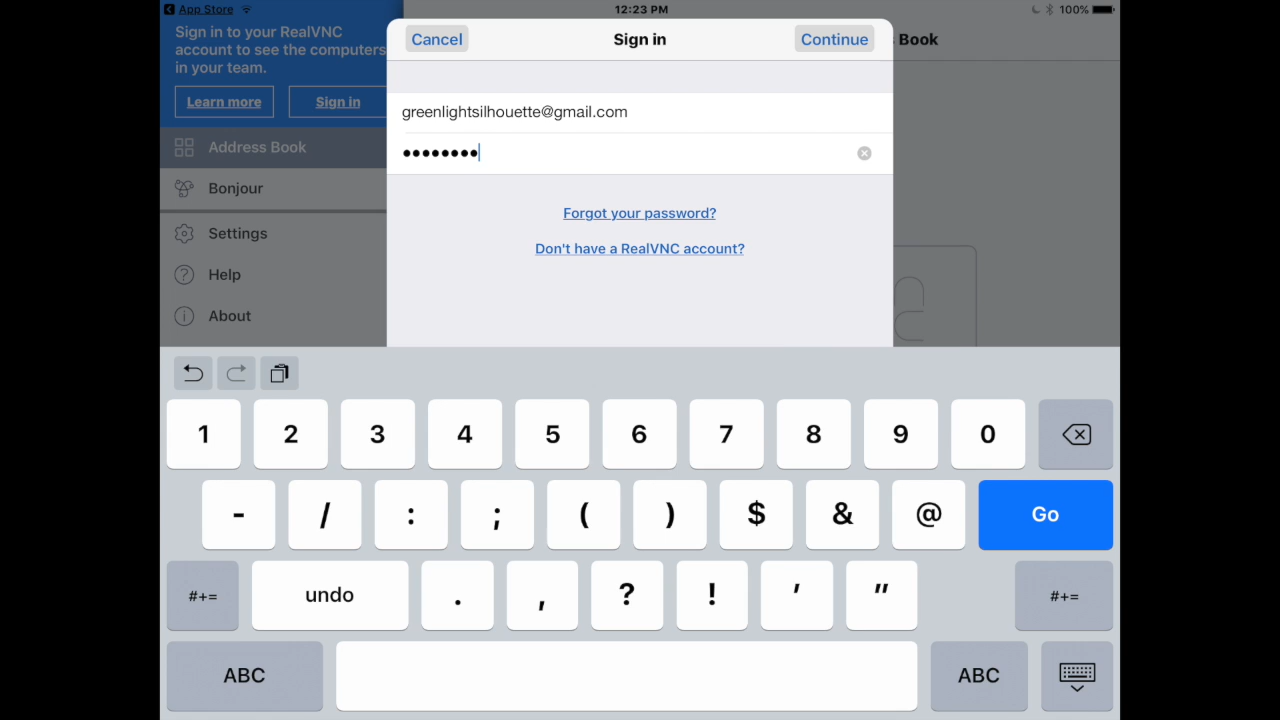 App Store
12:23 PM
100%
Sign in to your RealVNC
account to see the computers
in your team.
Learn more
Sign in
Cancel
Sign in
Continue
Book
greenlightsilhouette@gmail.com
••••••••
Address Book
Bonjour
Settings
Help
About
Forgot your password?
Don't have a RealVNC account?
1 2 3 4 5 6 7 8 9 0
- / : ; ( ) $ & @ Go
#+= undo . , ? ! ' " #+=
ABC ABC